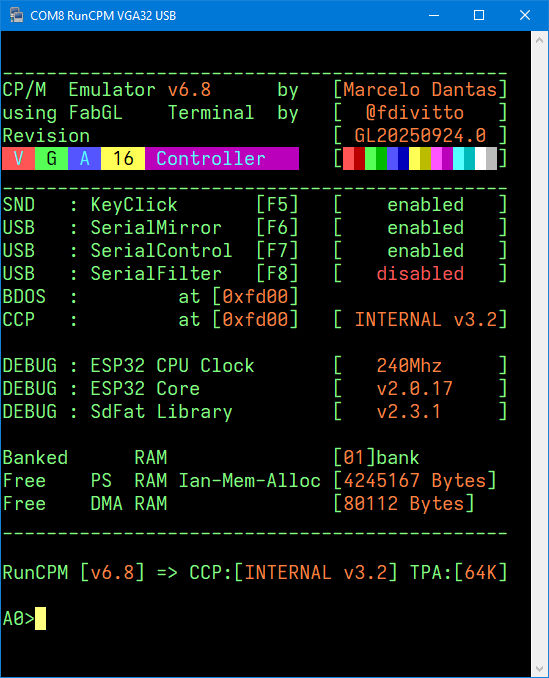 COM8 RunCPM VGA32 USB
-----------------------------------------------
CP/M  Emulator v6.8      by   [Marcelo Dantas]
using FabGL    Terminal  by   [  @fdivitto   ]
Revision                      [ GL20250924.0 ]
V G A 16 Controller       [              ]
-----------------------------------------------
SND   : KeyClick       [F5]   [    enabled   ]
USB   : SerialMirror   [F6]   [    enabled   ]
USB   : SerialControl  [F7]   [    enabled   ]
USB   : SerialFilter   [F8]   [   disabled   ]
BDOS  :         at [0xfd00]
CCP   :         at [0xfd00]   [ INTERNAL v3.2]
DEBUG : ESP32 CPU Clock       [   240Mhz     ]
DEBUG : ESP32 Core            [   v2.0.17    ]
DEBUG : SdFat Library         [   v2.3.1     ]
Banked      RAM               [01]bank
Free    PS  RAM Ian-Mem-Alloc [4245167 Bytes]
Free    DMA RAM               [80112 Bytes]
-----------------------------------------------
RunCPM [v6.8] => CCP:[INTERNAL v3.2] TPA:[64K]
A0>